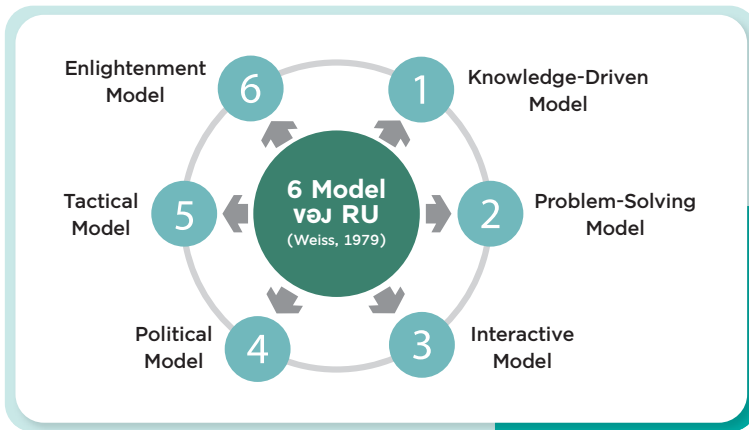 6 Model
ของ RU
(Weiss, 1979)
1
Knowledge-Driven
Model
2
Problem-Solving
Model
3
Interactive
Model
4
Political
Model
5
Tactical
Model
6
Enlightenment
Model